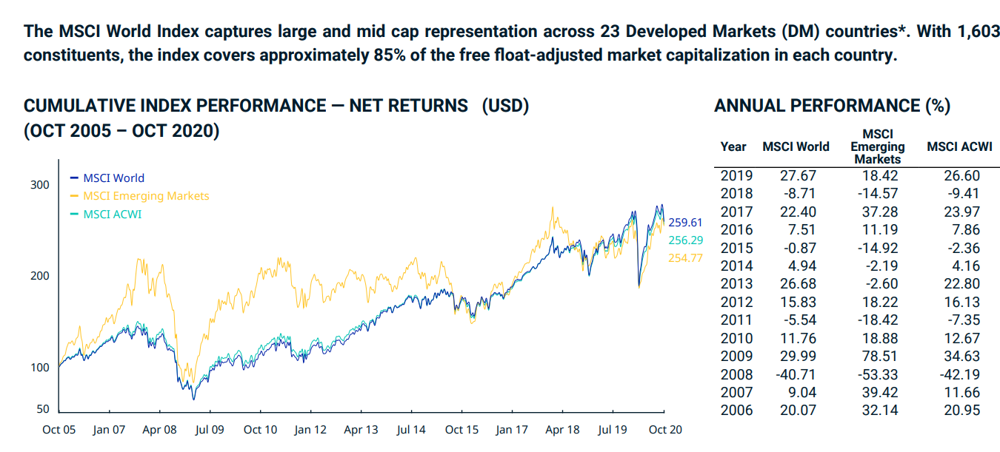 The MSCI World Index captures large and mid cap representation across 23 Developed Markets (DM) countries*. With 1,603
constituents, the index covers approximately 85% of the free float-adjusted market capitalization in each country.
CUMULATIVE INDEX PERFORMANCE — NET RETURNS (USD)
(OCT 2005 – OCT 2020)
300
200
100
50
MSCI World
MSCI Emerging Markets
MSCI ACWI
259.61
256.29
254.77
Oct 05 Jan 07 Apr 08 Jul 09 Oct 10 Jan 12 Apr 13 Jul 14 Oct 15 Jan 17 Apr 18 Jul 19 Oct 20
ANNUAL PERFORMANCE (%)
MSCI
Year MSCI World Emerging MSCI ACWI
Markets
2019 27.67 18.42 26.60
2018 -8.71 -14.57 -9.41
2017 22.40 37.28 23.97
2016 7.51 11.19 7.86
2015 -0.87 -14.92 -2.36
2014 4.94 -2.19 4.16
2013 26.68 -2.60 22.80
2012 15.83 18.22 16.13
2011 -5.54 -18.42 -7.35
2010 11.76 18.88 12.67
2009 29.99 78.51 34.63
2008 -40.71 -53.33 -42.19
2007 9.04 39.42 11.66
2006 20.07 32.14 20.95